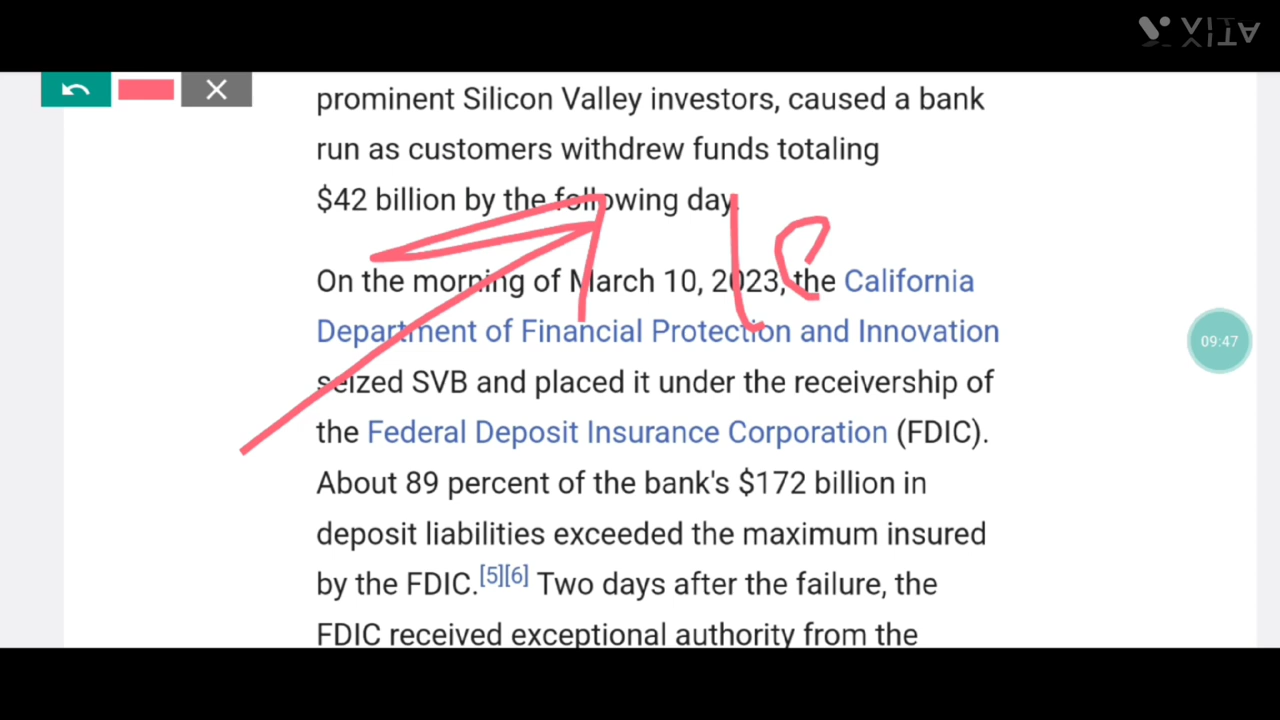 VITA
prominent Silicon Valley investors, caused a bank
run as customers withdrew funds totaling
$42 billion by the following day.
On the morning of March 10, 2023, the California
Department of Financial Protection and Innovation
seized SVB and placed it under the receivership of
the Federal Deposit Insurance Corporation (FDIC).
About 89 percent of the bank's $172 billion in
deposit liabilities exceeded the maximum insured
by the FDIC.[5][6] Two days after the failure, the
FDIC received exceptional authority from the
09:47